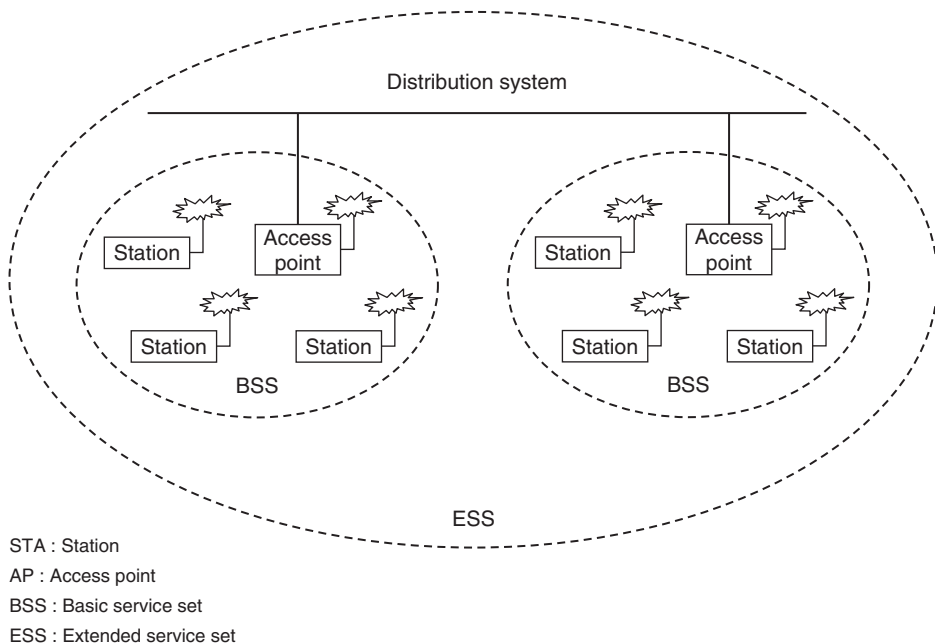 Distribution system
Station
Access
point
Station
Access
point
Station
Station
Station
Station
BSS
BSS
ESS
STA : Station
AP : Access point
BSS : Basic service set
ESS : Extended service set